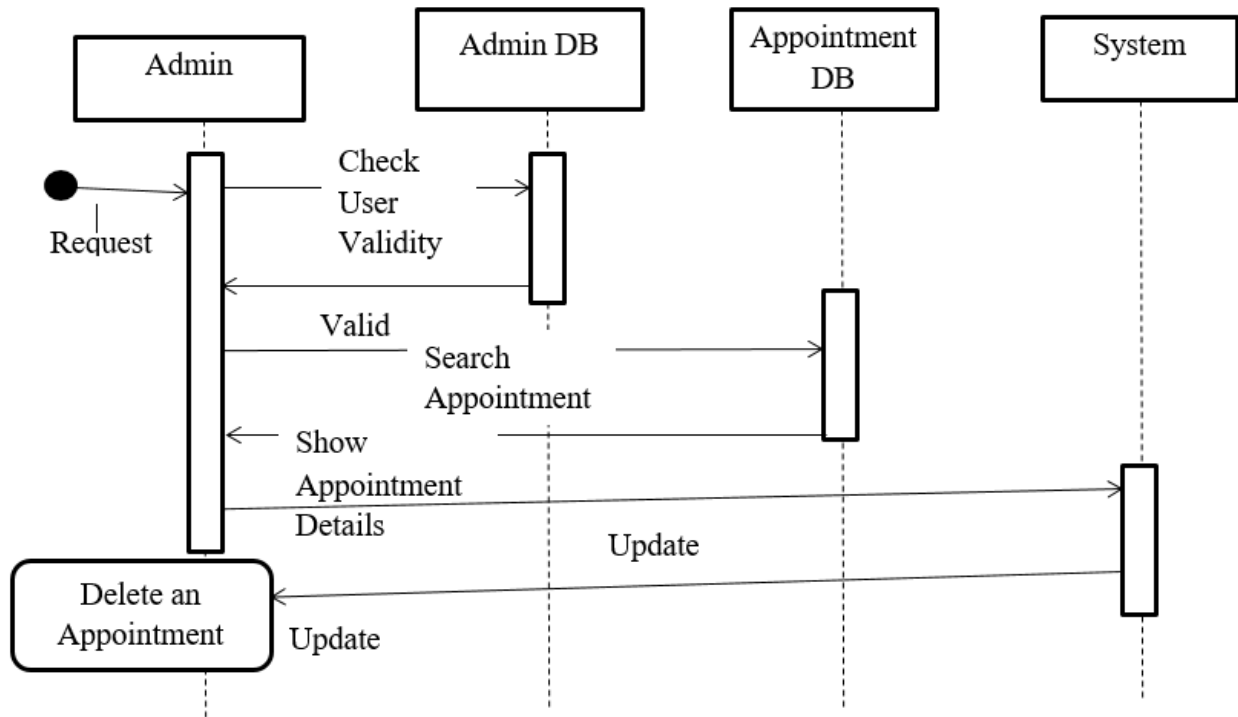 Admin
Admin DB
Appointment
DB
System
Request
Check
User
Validity
Valid
Search
Appointment
Show
Appointment
Details
Update
Delete an
Appointment
Update